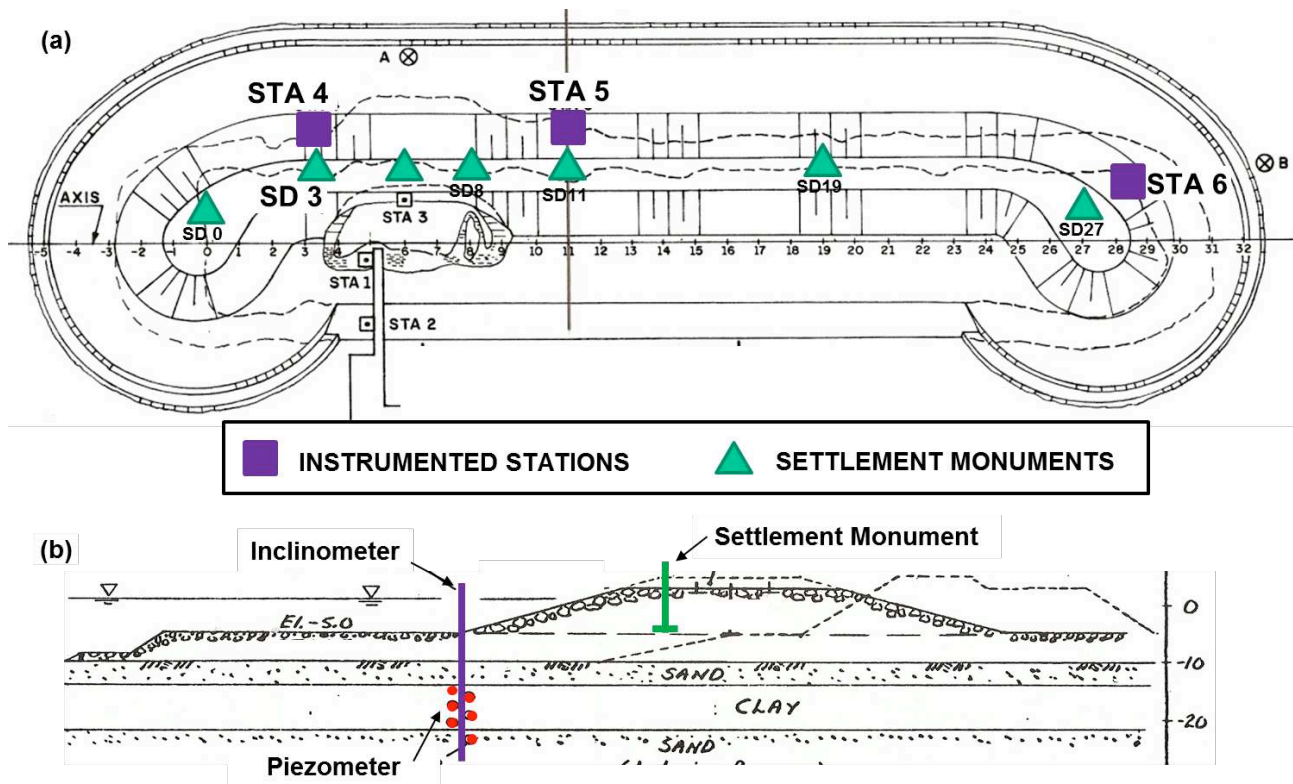 (a)
A
STA 4
STA 5
B
STA 6
SD 3
SD8
SD11
SD19
AXIS
SD 0
STA 3
SD27
-5 -4 -3 -2 -1 0 1 2 3 4 5 6 7 8 9 10 11 12 13 14 15 16 17 18 19 20 21 22 23 24 25 26 27 28 29 30 31 32
STA 1
STA 2
INSTRUMENTED STATIONS
SETTLEMENT MONUMENTS
(b)
Inclinometer
Settlement Monument
El.-5.0
0
-10
SAND
CLAY
-20
SAND
Piezometer